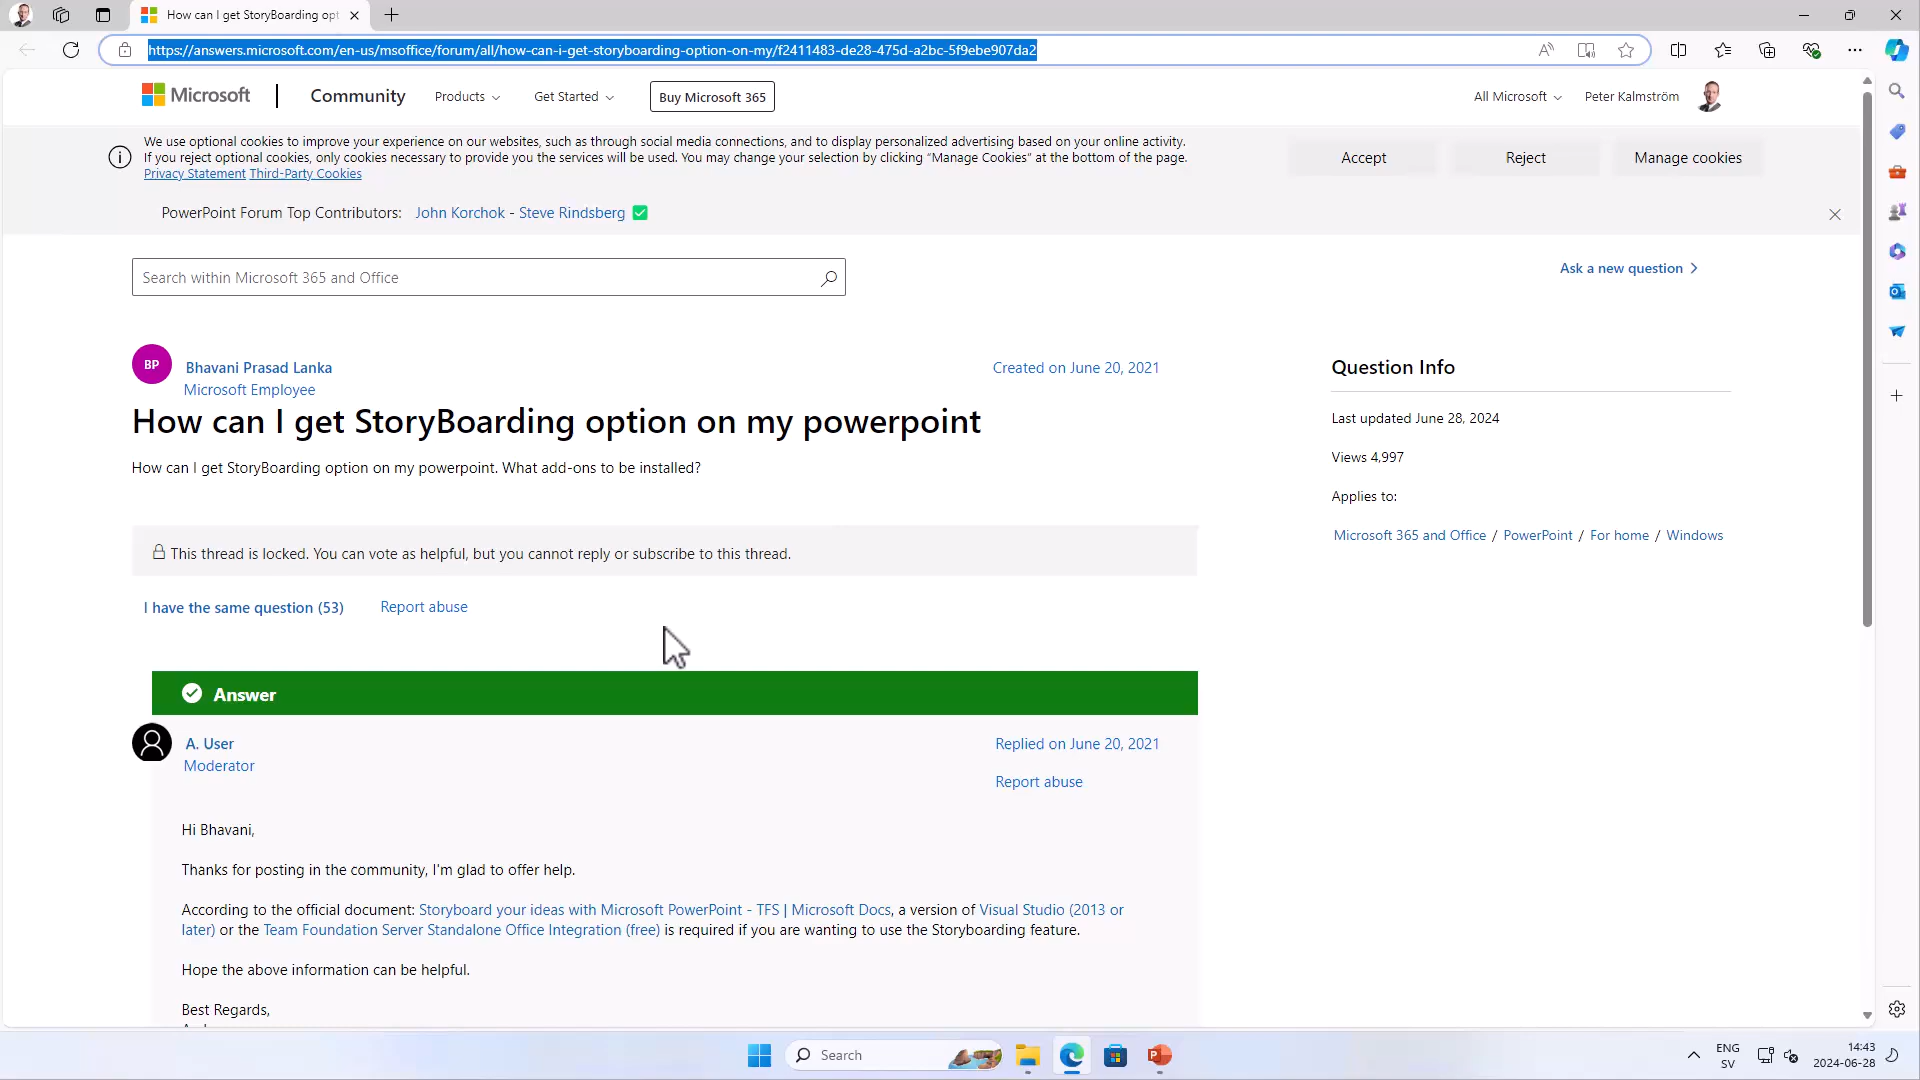 How can I get StoryBoarding opt
https://answers.microsoft.com/en-us/msoffice/forum/all/how-can-i-get-storyboarding-option-on-my/f2411483-de28-475d-a2bc-5f9ebe907da2
Microsoft
Community
Products
Get Started
Buy Microsoft 365
All Microsoft
Peter Kalmström
We use optional cookies to improve your experience on our websites, such as through social media connections, and to display personalized advertising based on your online activity.
If you reject optional cookies, only cookies necessary to provide you the services will be used. You may change your selection by clicking “Manage Cookies” at the bottom of the page.
Privacy Statement Third-Party Cookies
Accept
Reject
Manage cookies
PowerPoint Forum Top Contributors: John Korchok - Steve Rindsberg
Search within Microsoft 365 and Office
Ask a new question
BP
Bhavani Prasad Lanka
Microsoft Employee
Created on June 20, 2021
How can I get StoryBoarding option on my powerpoint
How can I get StoryBoarding option on my powerpoint. What add-ons to be installed?
This thread is locked. You can vote as helpful, but you cannot reply or subscribe to this thread.
I have the same question (53)
Report abuse
Question Info
Last updated June 28, 2024
Views 4,997
Applies to:
Microsoft 365 and Office / PowerPoint / For home / Windows
Answer
A. User
Moderator
Replied on June 20, 2021
Report abuse
Hi Bhavani,
Thanks for posting in the community, I'm glad to offer help.
According to the official document: Storyboard your ideas with Microsoft PowerPoint - TFS | Microsoft Docs, a version of Visual Studio (2013 or
later) or the Team Foundation Server Standalone Office Integration (free) is required if you are wanting to use the Storyboarding feature.
Hope the above information can be helpful.
Best Regards,
Search
ENG
SV
14:43
2024-06-28